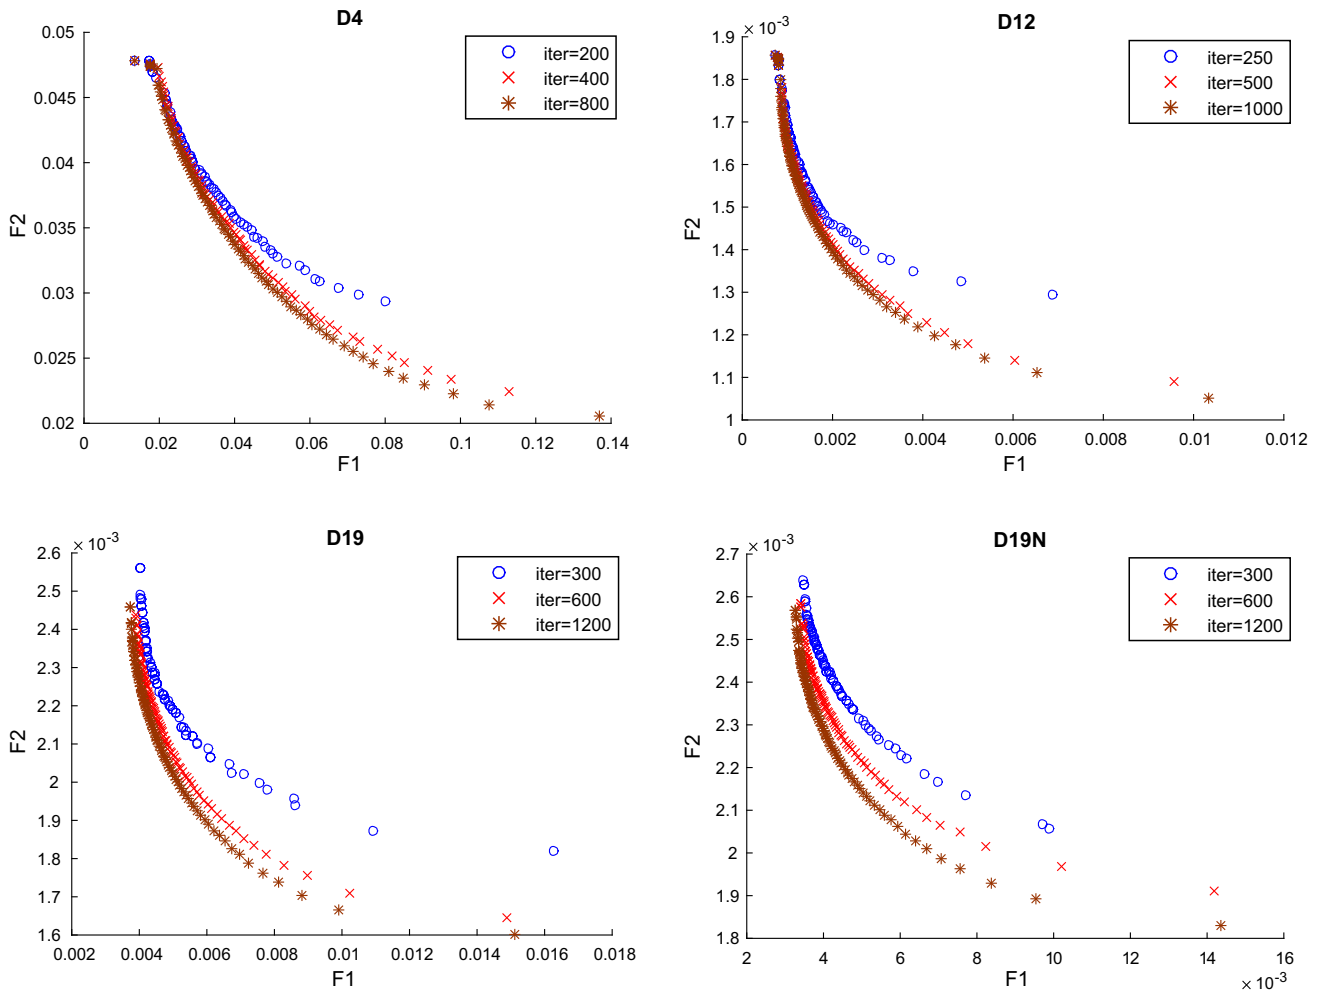 D4
0.05
0.045
0.04
0.035
0.03
0.025
0.02
F2
0 0.02 0.04 0.06 0.08 0.1 0.12 0.14
F1
iter=200
iter=400
iter=800
D12
× 10⁻³
1.9
1.8
1.7
1.6
1.5
1.4
1.3
1.2
1.1
1
F2
0 0.002 0.004 0.006 0.008 0.01 0.012
F1
iter=250
iter=500
iter=1000
D19
× 10⁻³
2.6
2.5
2.4
2.3
2.2
2.1
2
1.9
1.8
1.7
1.6
F2
0.002 0.004 0.006 0.008 0.01 0.012 0.014 0.016 0.018
F1
iter=300
iter=600
iter=1200
D19N
× 10⁻³
2.7
2.6
2.5
2.4
2.3
2.2
2.1
2
1.9
1.8
F2
2 4 6 8 10 12 14 16
F1
× 10⁻³
iter=300
iter=600
iter=1200